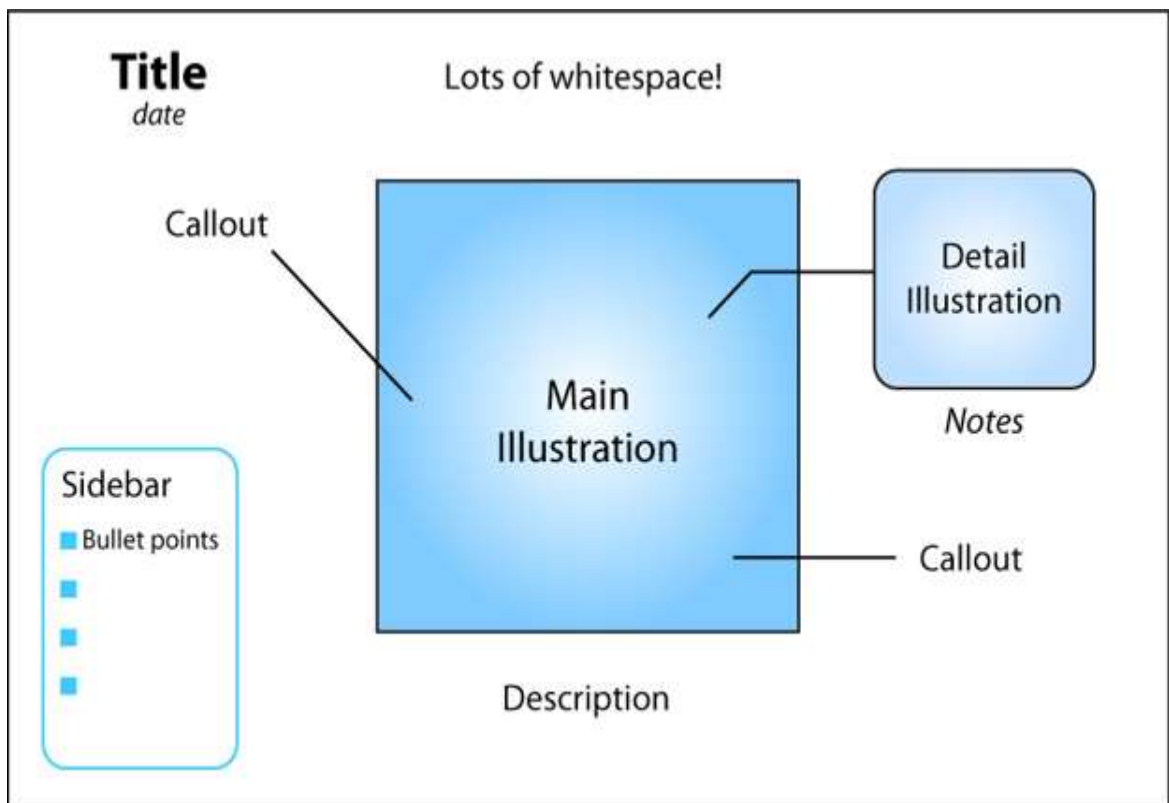 Title
date
Lots of whitespace!
Callout
Detail
Illustration
Notes
Main
Illustration
Sidebar
Bullet points
Callout
Description